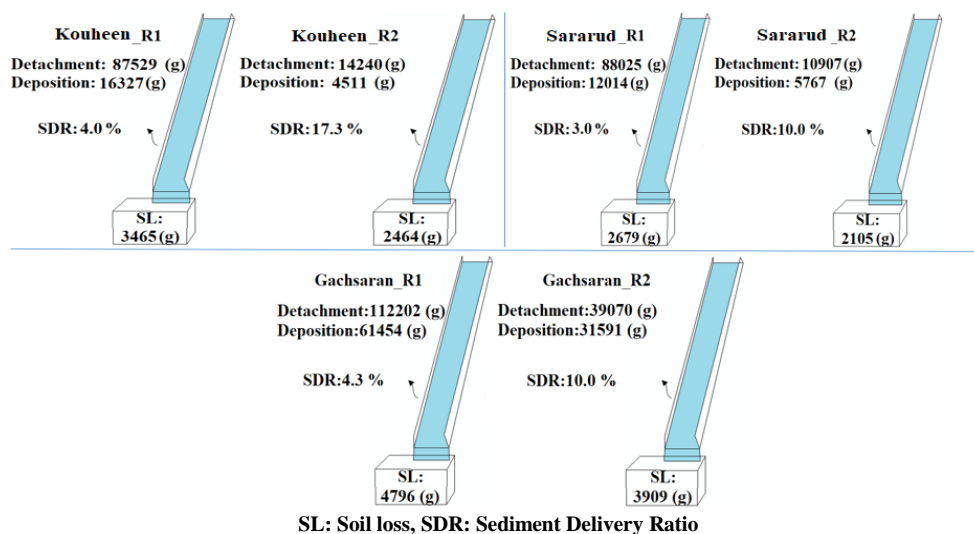 Kouheen_R1
Detachment: 87529 (g)
Deposition: 16327(g)
SDR: 4.0 %
SL:
3465 (g)
Kouheen_R2
Detachment: 14240 (g)
Deposition: 4511 (g)
SDR:17.3 %
SL:
2464 (g)
Sararud_R1
Detachment: 88025 (g)
Deposition: 12014(g)
SDR: 3.0 %
SL:
2679 (g)
Sararud_R2
Detachment:10907 (g)
Deposition: 5767 (g)
SDR:10.0 %
SL:
2105 (g)
Gachsaran_R1
Detachment:112202 (g)
Deposition:61454 (g)
SDR:4.3 %
SL:
4796 (g)
Gachsaran_R2
Detachment:39070 (g)
Deposition:31591 (g)
SDR:10.0 %
SL:
3909 (g)
SL: Soil loss, SDR: Sediment Delivery Ratio